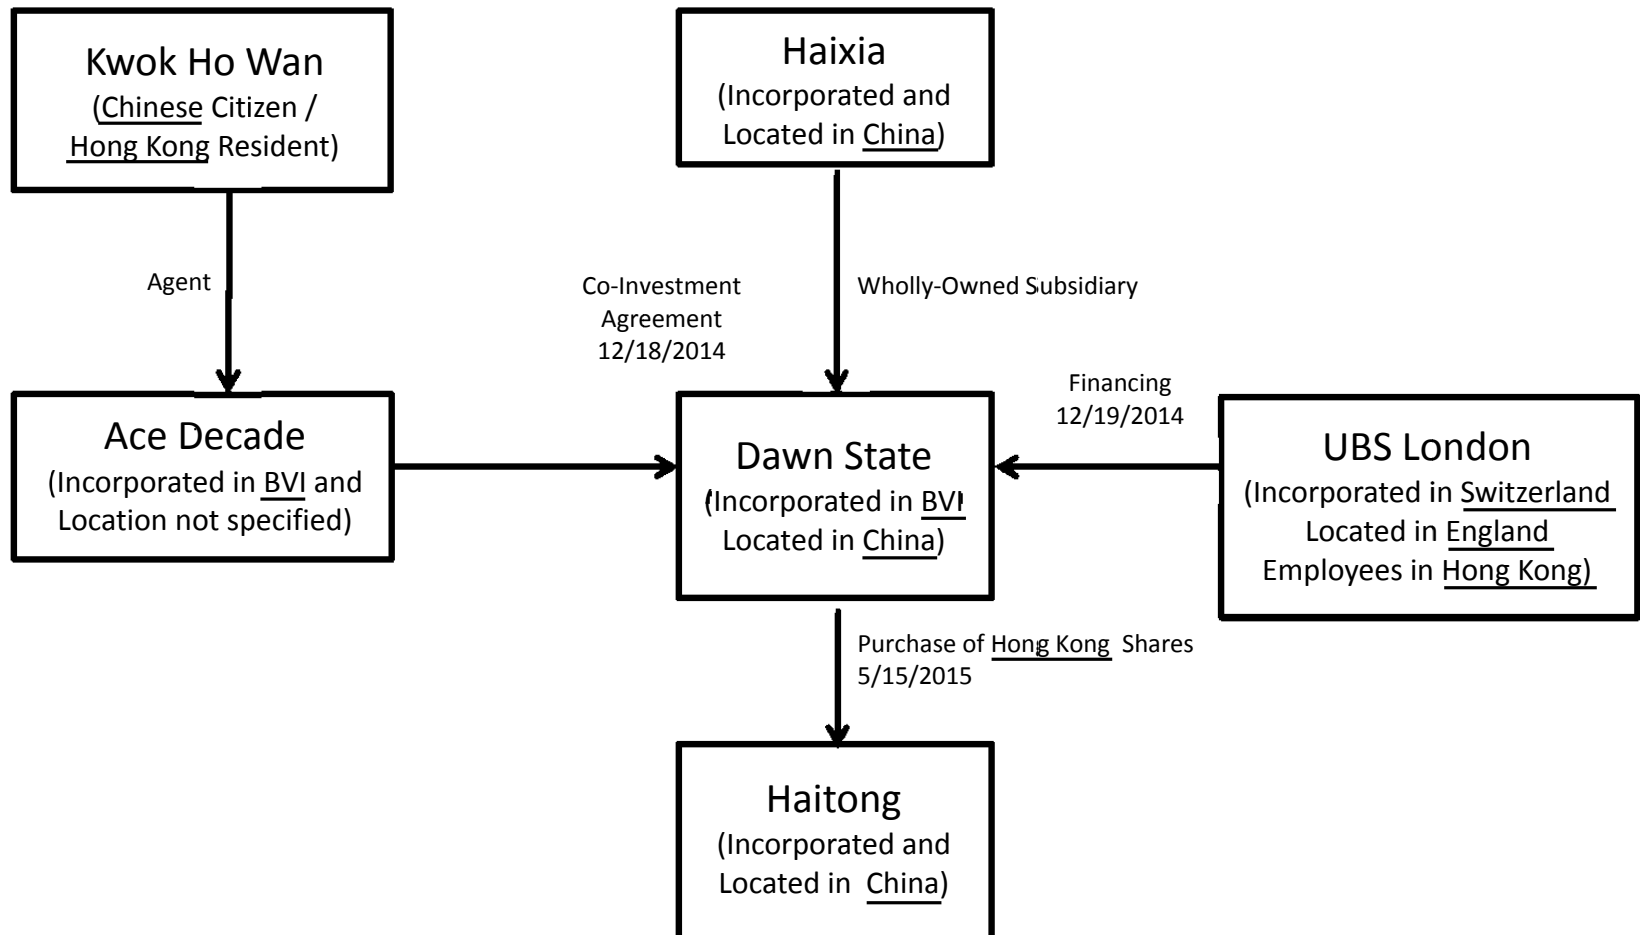 Kwok Ho Wan
(Chinese Citizen /
Hong Kong Resident)
Haixia
(Incorporated and
Located in China)
Agent
Co-Investment
Agreement
12/18/2014
Wholly-Owned Subsidiary
Financing
12/19/2014
Ace Decade
(Incorporated in BVI and
Location not specified)
Dawn State
(Incorporated in BVI
Located in China)
UBS London
(Incorporated in Switzerland
Located in England
Employees in Hong Kong)
Purchase of Hong Kong Shares
5/15/2015
Haitong
(Incorporated and
Located in China)